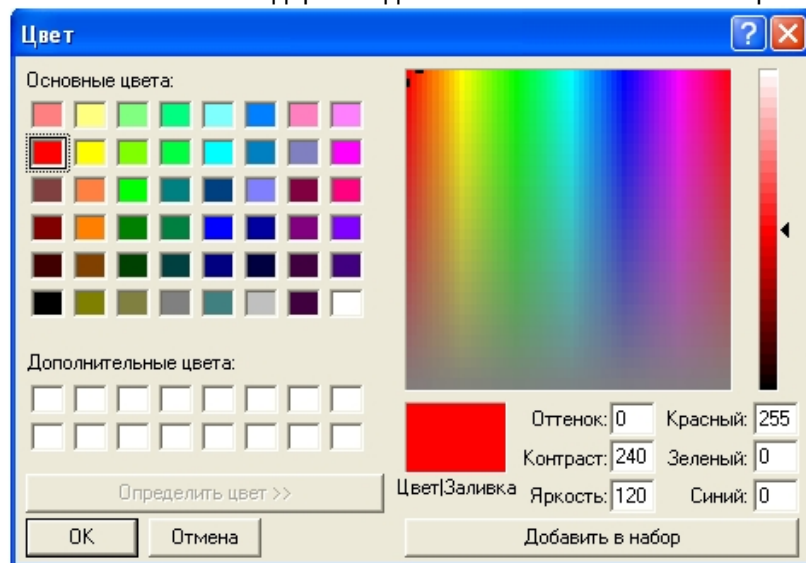 Цвет
Основные цвета:
Дополнительные цвета:
Определить цвет >>
OK Отмена
Оттенок: 0 Красный: 255
Контраст: 240 Зеленый: 0
Цвет|Заливка Яркость: 120 Синий: 0
Добавить в набор